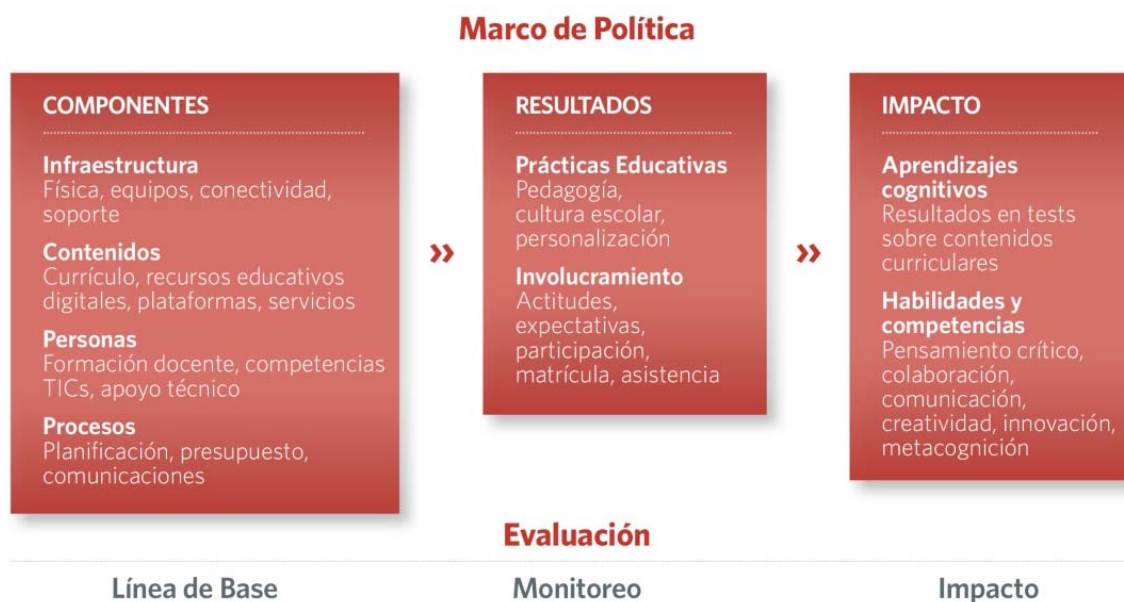 Marco de Política
COMPONENTES
Infraestructura
Física, equipos, conectividad,
soporte
Contenidos
Currículo, recursos educativos
digitales, plataformas, servicios
Personas
Formación docente, competencias
TICs, apoyo técnico
Procesos
Planificación, presupuesto,
comunicaciones
»
RESULTADOS
Prácticas Educativas
Pedagogía,
cultura escolar,
personalización
Involucramiento
Actitudes,
expectativas,
participación,
matrícula, asistencia
»
IMPACTO
Aprendizajes
cognitivos
Resultados en tests
sobre contenidos
curriculares
Habilidades y
competencias
Pensamiento crítico,
colaboración,
comunicación,
creatividad, innovación,
metacognición
Evaluación
Línea de Base
Monitoreo
Impacto